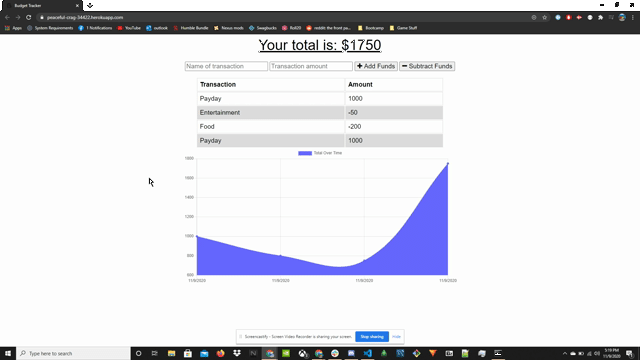 Budget Tracker
peaceful-crag-34422.herokuapp.com
Apps System Requirements Blue D20 outlook 1 Notifications YouTube Humble Bundle Nexus mods Swagbucks Roll20 reddit: the front pa... Bootcamp Game Stuff
Your total is: $1750
Name of transaction Transaction amount Add Funds Subtract Funds
Transaction Amount
Payday 1000
Entertainment -50
Food -200
Payday 1000
Total Over Time
1800
1600
1400
1200
1000
800
600
11/9/2020 11/9/2020 11/9/2020 11/9/2020
Screencastify - Screen Video Recorder is sharing your screen. Stop sharing Hide
Type here to search
5:19 PM
11/9/2020